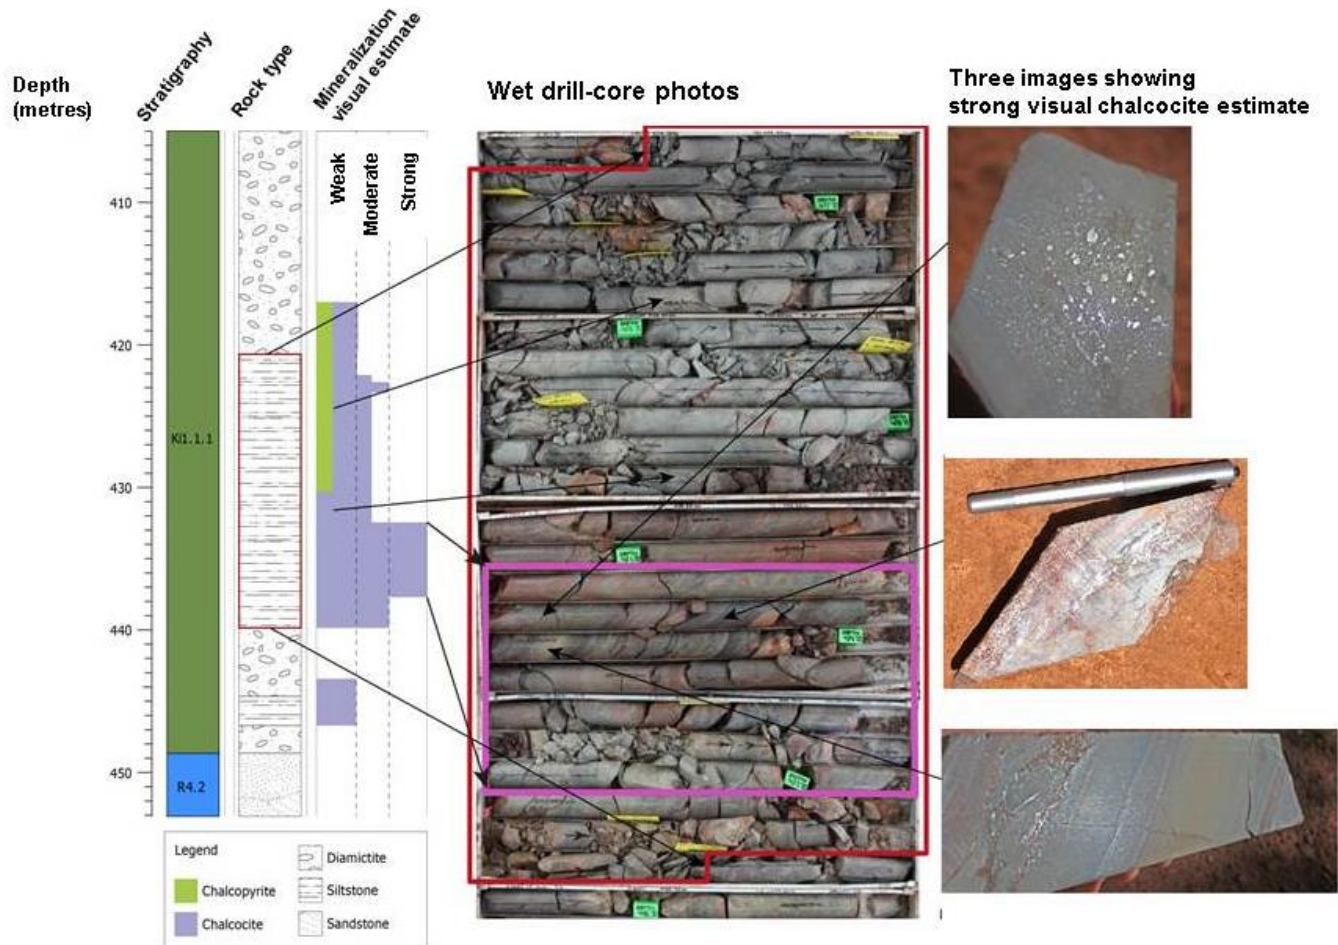 Depth
(metres)
Stratigraphy
Rock type
Mineralization
visual estimate
Wet drill-core photos
Three images showing
strong visual chalcocite estimate
Weak
Moderate
Strong
410
420
430
440
450
Ki1.1.1
R4.2
Legend
Chalcopyrite
Chalcocite
Diamictite
Siltstone
Sandstone